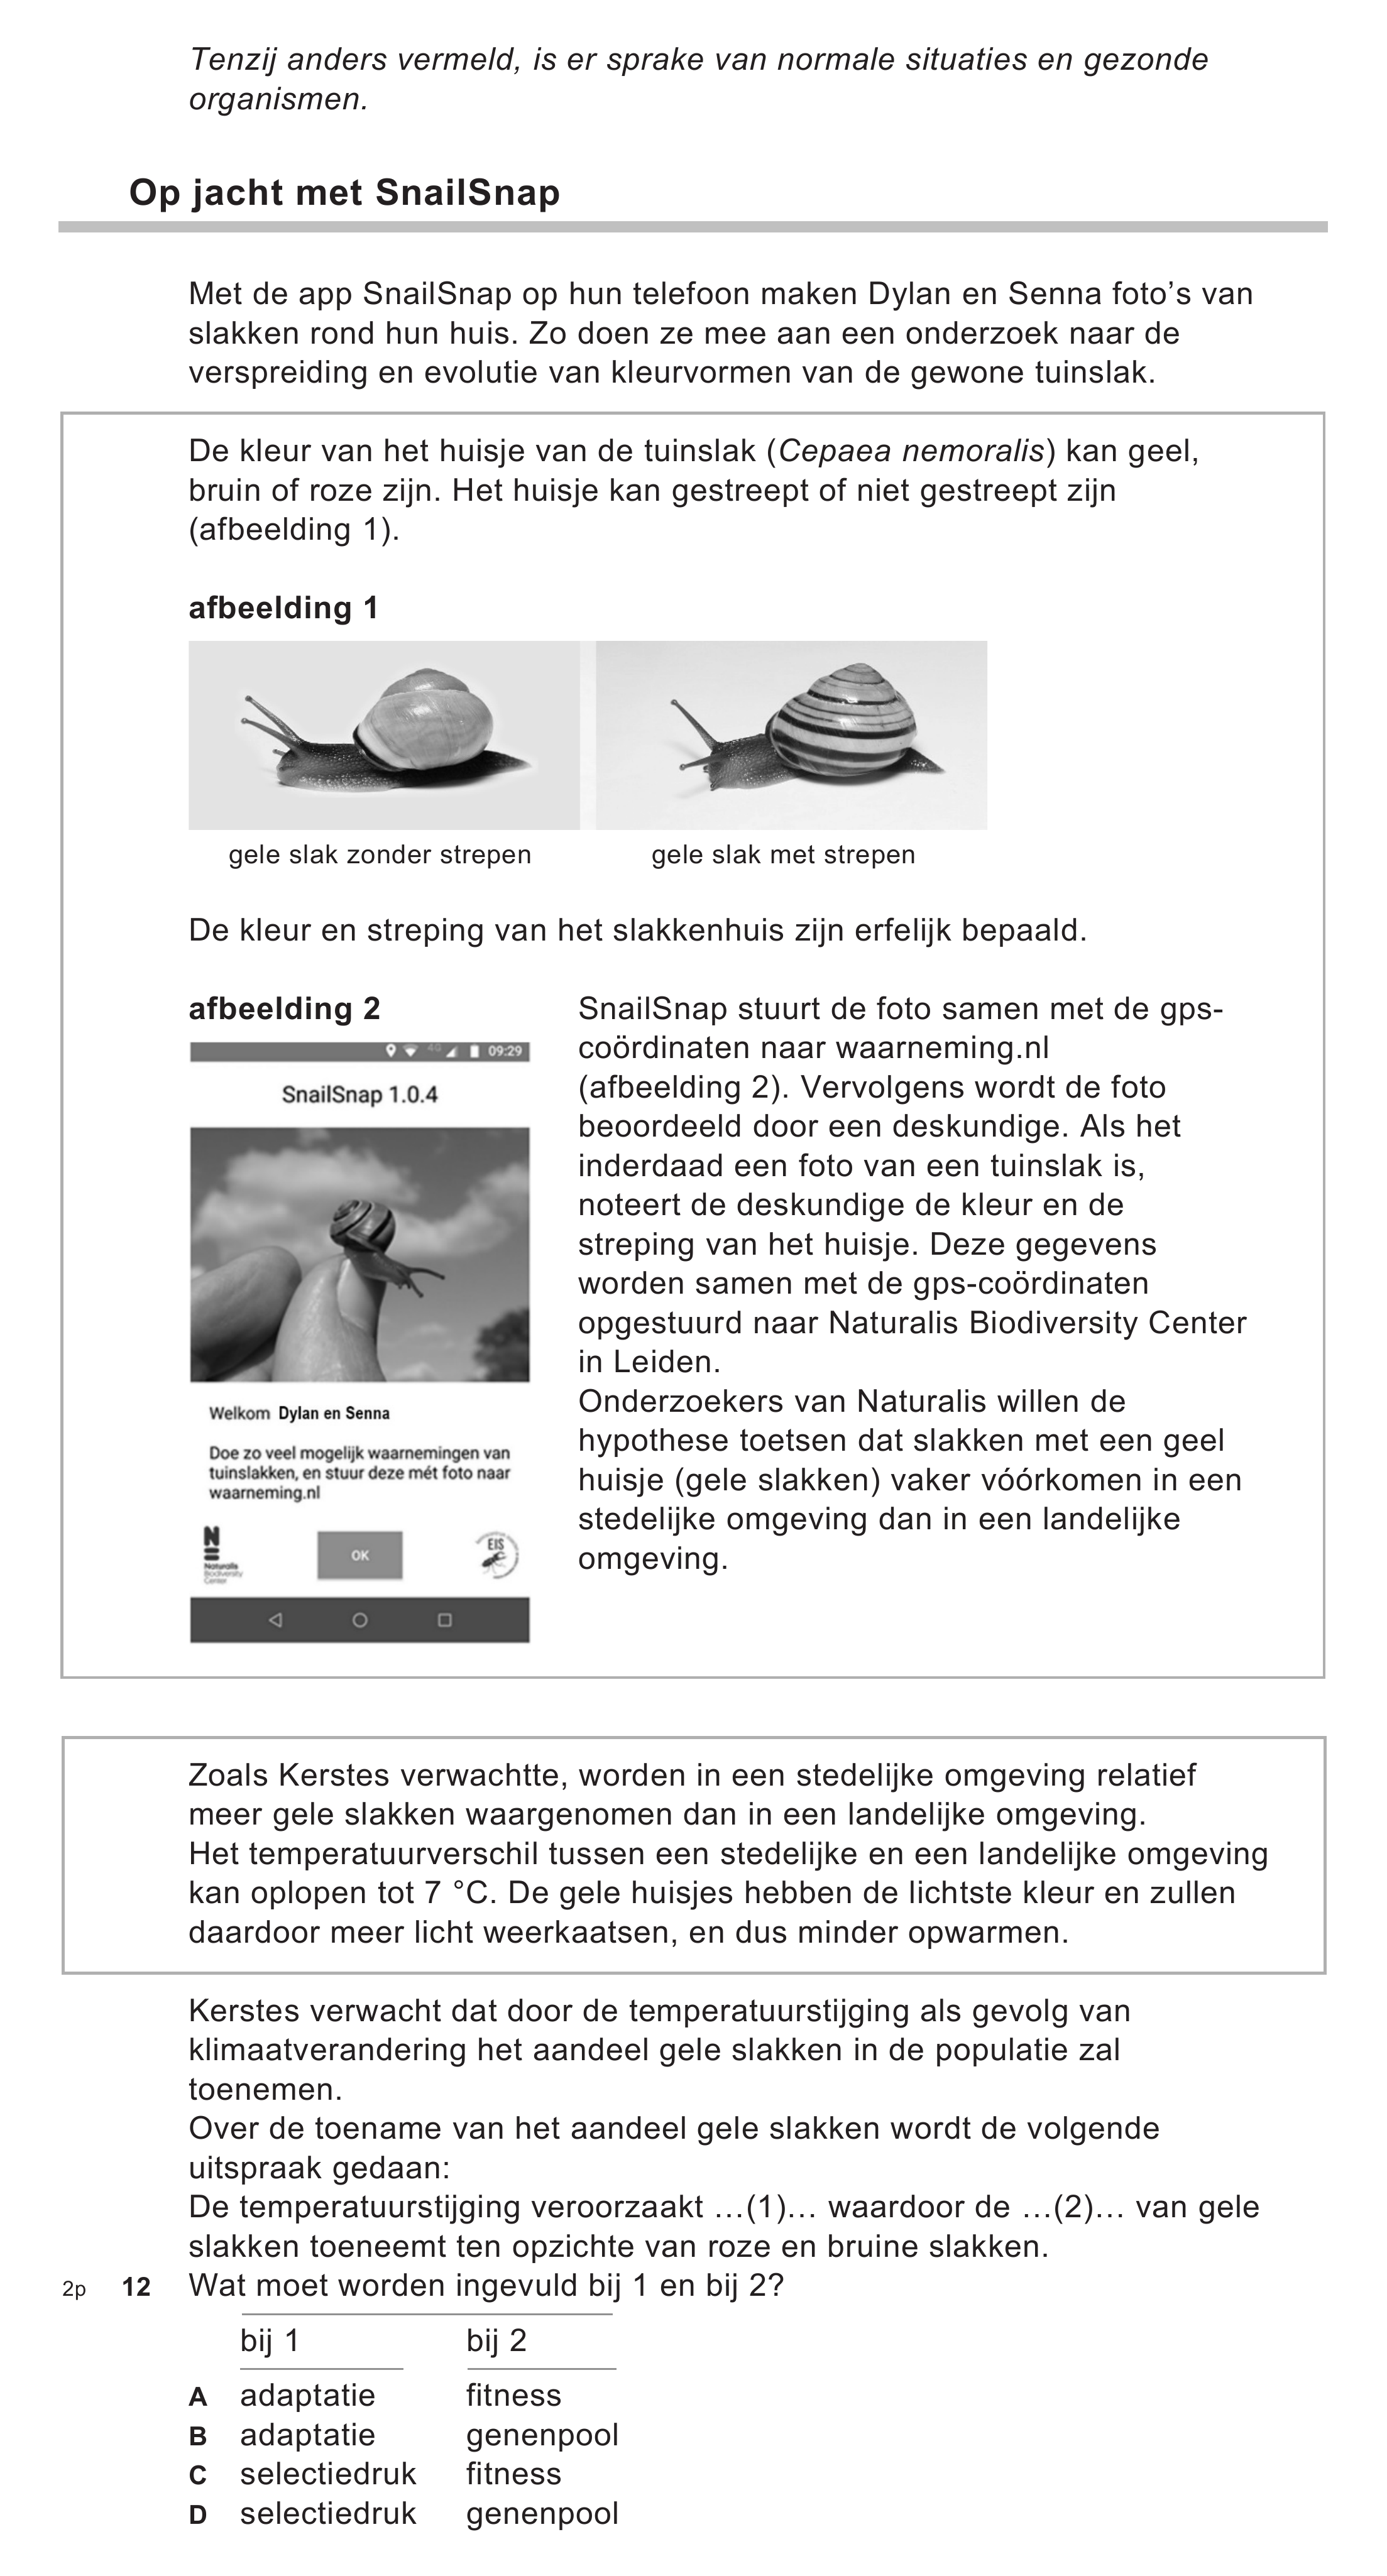 Tenzij anders vermeld, is er sprake van normale situaties en gezonde
organismen.
Op jacht met SnailSnap
Met de app SnailSnap op hun telefoon maken Dylan en Senna foto's van
slakken rond hun huis. Zo doen ze mee aan een onderzoek naar de
verspreiding en evolutie van kleurvormen van de gewone tuinslak.
De kleur van het huisje van de tuinslak (Cepaea nemoralis) kan geel,
bruin of roze zijn. Het huisje kan gestreept of niet gestreept zijn
(afbeelding 1).
afbeelding 1
gele slak zonder strepen gele slak met strepen
De kleur en streping van het slakkenhuis zijn erfelijk bepaald.
afbeelding 2
4G 09:29
SnailSnap 1.0.4
Welkom Dylan en Senna
Doe zo veel mogelijk waarnemingen van
tuinslakken, en stuur deze mét foto naar
waarneming.nl
N
Naturalis
Biodiversity
Center
OK
EIS
SnailSnap stuurt de foto samen met de gps-
coördinaten naar waarneming.nl
(afbeelding 2). Vervolgens wordt de foto
beoordeeld door een deskundige. Als het
inderdaad een foto van een tuinslak is,
noteert de deskundige de kleur en de
streping van het huisje. Deze gegevens
worden samen met de gps-coördinaten
opgestuurd naar Naturalis Biodiversity Center
in Leiden.
Onderzoekers van Naturalis willen de
hypothese toetsen dat slakken met een geel
huisje (gele slakken) vaker vóórkomen in een
stedelijke omgeving dan in een landelijke
omgeving.
Zoals Kerstes verwachtte, worden in een stedelijke omgeving relatief
meer gele slakken waargenomen dan in een landelijke omgeving.
Het temperatuurverschil tussen een stedelijke en een landelijke omgeving
kan oplopen tot 7 °C. De gele huisjes hebben de lichtste kleur en zullen
daardoor meer licht weerkaatsen, en dus minder opwarmen.
Kerstes verwacht dat door de temperatuurstijging als gevolg van
klimaatverandering het aandeel gele slakken in de populatie zal
toenemen.
Over de toename van het aandeel gele slakken wordt de volgende
uitspraak gedaan:
De temperatuurstijging veroorzaakt …(1)… waardoor de …(2)… van gele
slakken toeneemt ten opzichte van roze en bruine slakken.
2p 12 Wat moet worden ingevuld bij 1 en bij 2?
bij 1 bij 2
A adaptatie fitness
B adaptatie genenpool
C selectiedruk fitness
D selectiedruk genenpool